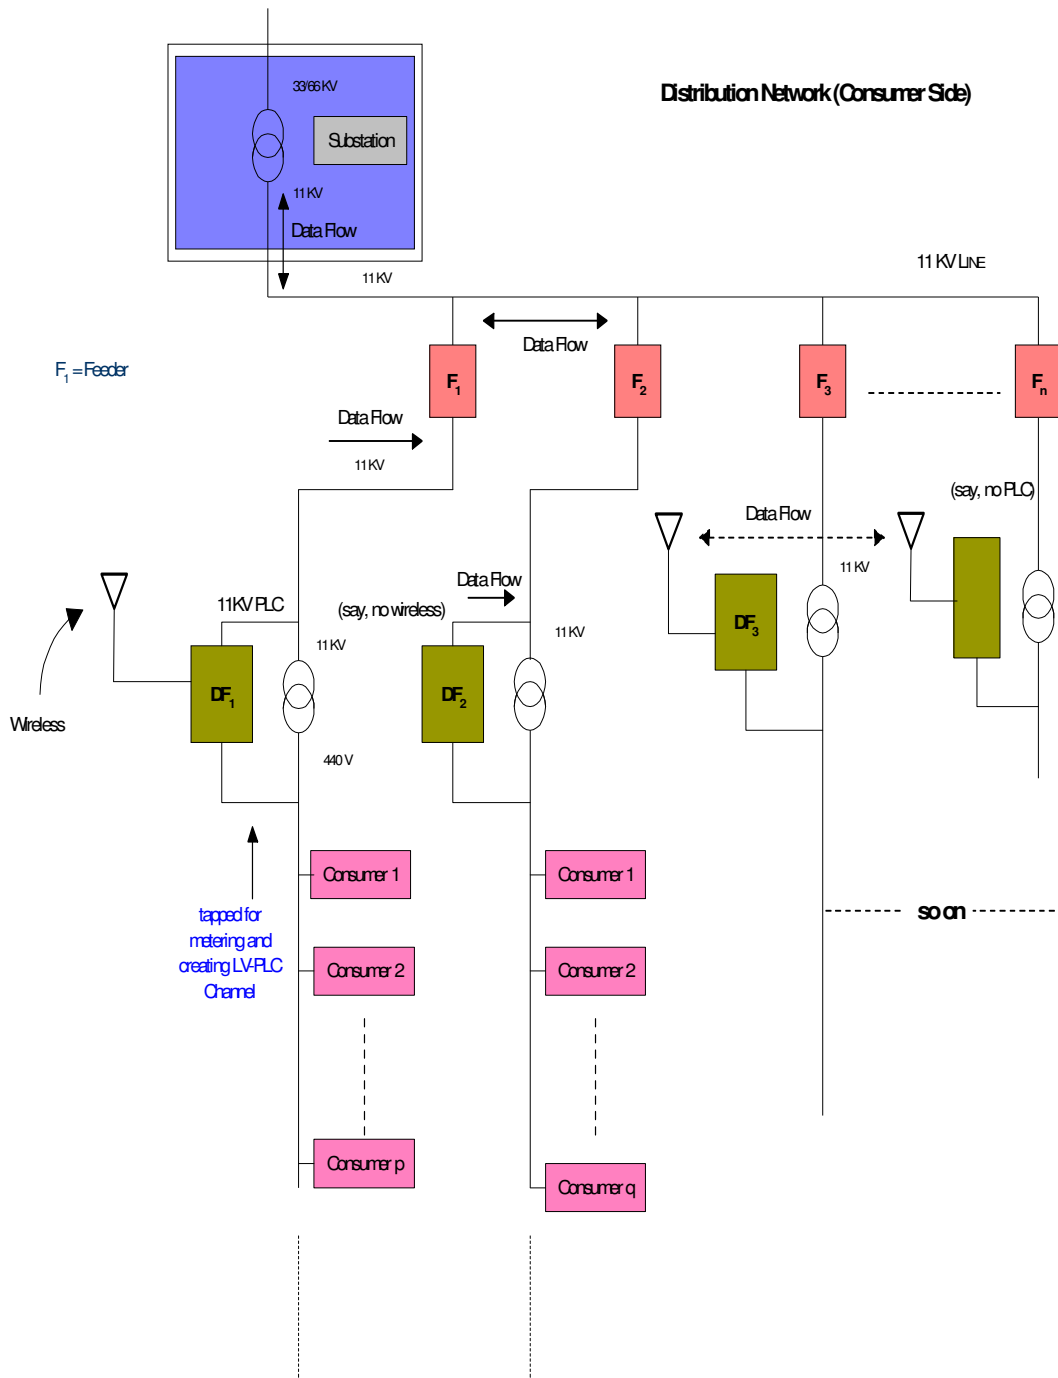 33/66 KV
Distribution Network (Consumer Side)
Substation
11 KV
Data Flow
11 KV LINE
11 KV
Data Flow
F1 = Feeder
F1
F2
F3
Fn
Data Flow
11 KV
(say, no PLC)
Data Flow
11 KV
Data Flow
11KV PLC
(say, no wireless)
11 KV
11 KV
DF3
DF1
DF2
Wireless
440 V
Consumer 1
Consumer 1
so on
tapped for
metering and
creating LV-PLC
Channel
Consumer 2
Consumer 2
Consumer p
Consumer q